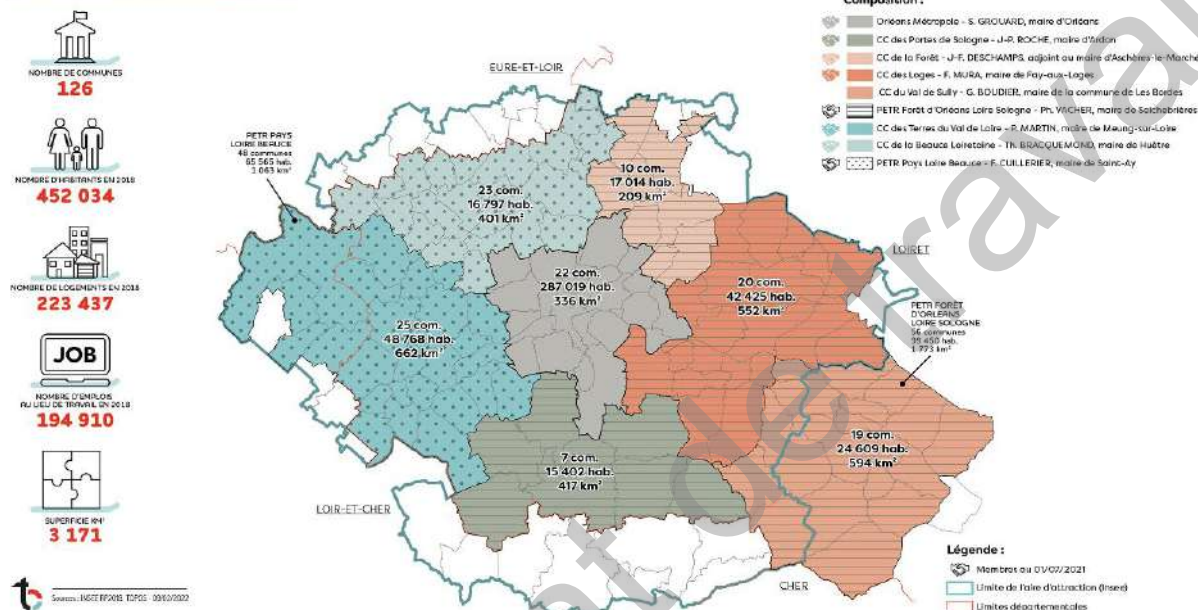 NOMBRE DE COMMUNES
126
NOMBRE D'HABITANTS EN 2018
452 034
NOMBRE DE LOGEMENTS EN 2018
223 437
JOB
NOMBRE D'EMPLOIS
AU LIEU DE TRAVAIL EN 2018
194 910
SUPERFICIE KM²
3 171
Sources : INSEE RP2018, TOPOS - 09/02/2022
Composition :
Orléans Métropole - S. GROUARD, maire d'Orléans
CC des Portes de Sologne - J-P. ROCHE, maire d'Ardon
CC de la Forêt - J-F. DESCHAMPS, adjoint au maire d'Aschères-le-Marché
CC des Loges - F. MURA, maire de Fay-aux-Loges
CC du Val de Sully - G. BOUDIER, maire de la commune de Les Bordes
PETR Forêt d'Orléans Loire Sologne - Ph. VACHER, maire de
CC des Terres du Val de Loire - P. MARTIN, maire de Meung-sur-Loire
CC de la Beauce Loiretaine - Th. BRACQUEMOND, maire de Huêtre
PETR Pays Loire Beauce - F. CUILLERIER, maire de Saint-Ay
EURE-ET-LOIR
PETR PAYS
LOIRE BEAUCE
48 communes
65 565 hab.
1 063 km²
10 com.
17 014 hab.
209 km²
23 com.
16 797 hab.
401 km²
LOIRET
22 com.
287 019 hab.
336 km²
20 com.
42 425 hab.
552 km²
PETR FORÊT
D'ORLÉANS
LOIRE SOLOGNE
56 communes
99 450 hab.
1 773 km²
25 com.
48 768 hab.
662 km²
19 com.
24 609 hab.
594 km²
7 com.
15 402 hab.
417 km²
LOIR-ET-CHER
CHER
Légende :
Membres au 01/07/2021
Limite de l'aire d'attraction (Insee)
Limites départementales
at de travai